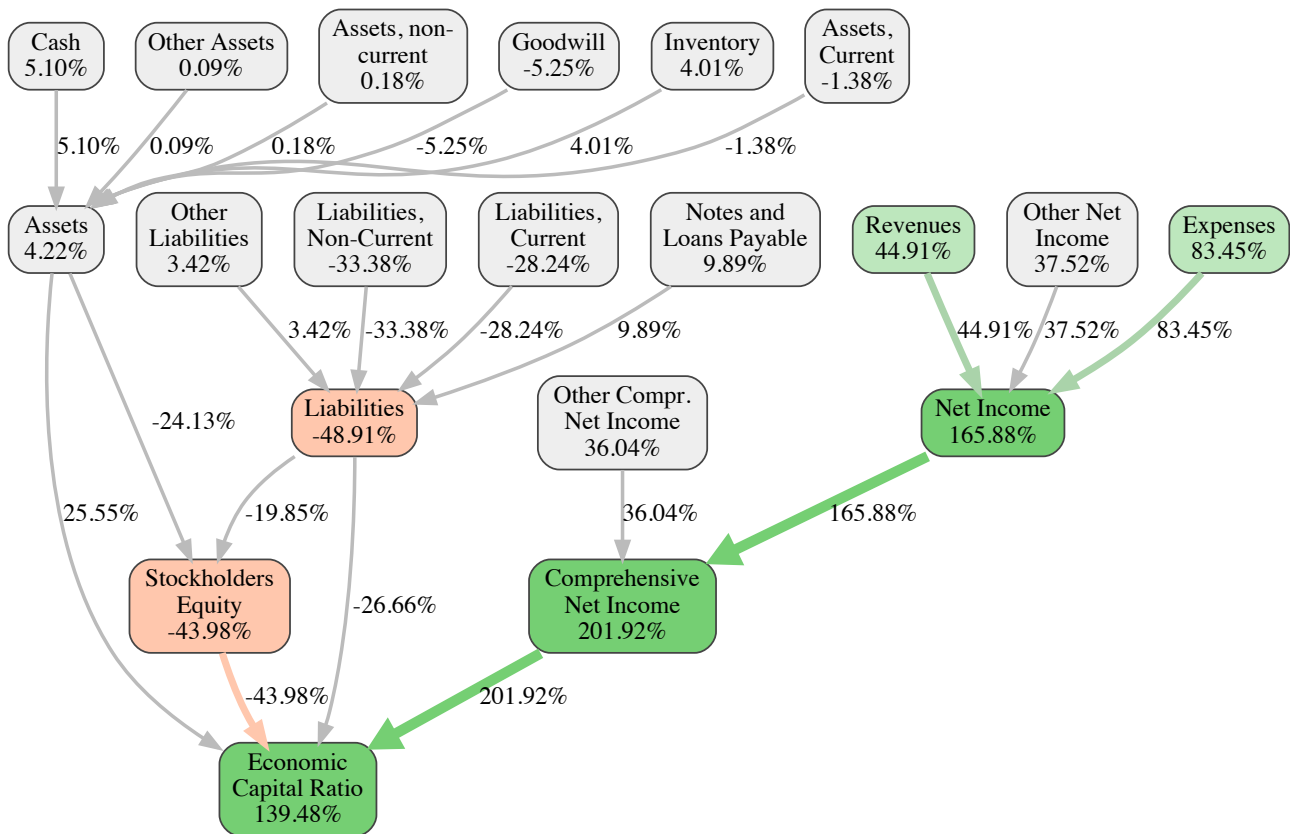 Cash
5.10%
Other Assets
0.09%
Assets, non-
current
0.18%
Goodwill
-5.25%
Inventory
4.01%
Assets,
Current
-1.38%
5.10%
0.09%
0.18%
-5.25%
4.01%
-1.38%
Assets
4.22%
Other
Liabilities
3.42%
Liabilities,
Non-Current
-33.38%
Liabilities,
Current
-28.24%
Notes and
Loans Payable
9.89%
Revenues
44.91%
Other Net
Income
37.52%
Expenses
83.45%
3.42%
-33.38%
-28.24%
9.89%
44.91%
37.52%
83.45%
Liabilities
-48.91%
Other Compr.
Net Income
36.04%
Net Income
165.88%
-24.13%
25.55%
-19.85%
36.04%
165.88%
Stockholders
Equity
-43.98%
-26.66%
Comprehensive
Net Income
201.92%
-43.98%
201.92%
Economic
Capital Ratio
139.48%